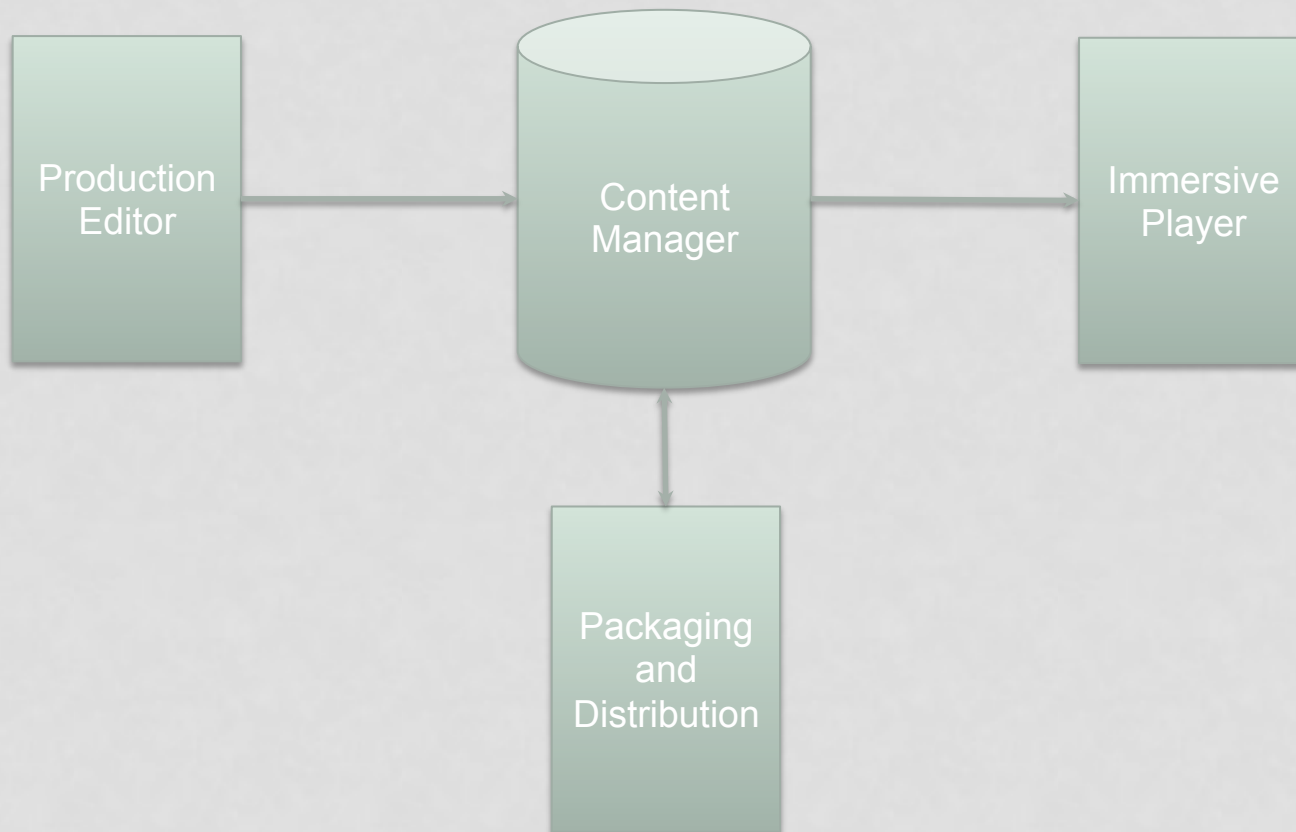 Production
Editor
Content
Manager
Immersive
Player
Packaging
and
Distribution